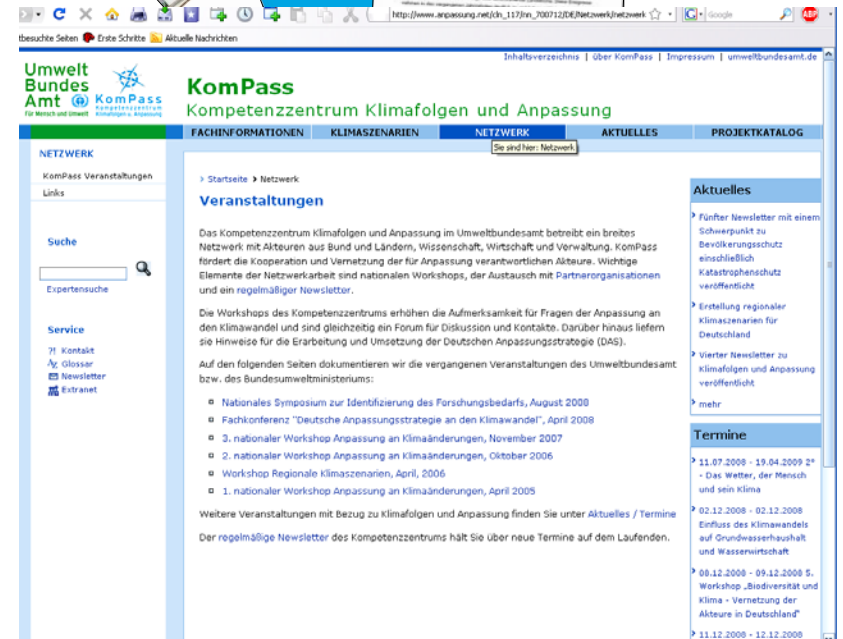 http://www.anpassung.net/cln_117/nn_700712/DE/Netzwerk/netzwerk
Google
ABP
besuchte Seiten Erste Schritte Aktuelle Nachrichten
Inhaltsverzeichnis | über KomPass | Impressum | umweltbundesamt.de
Umwelt
Bundes
Amt
Für Mensch und Umwelt
KomPass
Kompetenzzentrum
Klimafolgen u. Anpassung
KomPass
Kompetenzzentrum Klimafolgen und Anpassung
FACHINFORMATIONEN KLIMASZENARIEN NETZWERK AKTUELLES PROJEKTKATALOG
Sie sind hier: Netzwerk
NETZWERK
KomPass Veranstaltungen
Links
Suche
Expertensuche
Service
?! Kontakt
Glossar
Newsletter
Extranet
> Startseite > Netzwerk
Veranstaltungen
Das Kompetenzzentrum Klimafolgen und Anpassung im Umweltbundesamt betreibt ein breites
Netzwerk mit Akteuren aus Bund und Ländern, Wissenschaft, Wirtschaft und Verwaltung. KomPass
fördert die Kooperation und Vernetzung der für Anpassung verantwortlichen Akteure. Wichtige
Elemente der Netzwerkarbeit sind nationalen Workshops, der Austausch mit Partnerorganisationen
und ein regelmäßiger Newsletter.
Die Workshops des Kompetenzzentrums erhöhen die Aufmerksamkeit für Fragen der Anpassung an
den Klimawandel und sind gleichzeitig ein Forum für Diskussion und Kontakte. Darüber hinaus liefern
sie Hinweise für die Erarbeitung und Umsetzung der Deutschen Anpassungsstrategie (DAS).
Auf den folgenden Seiten dokumentieren wir die vergangenen Veranstaltungen des Umweltbundesamt
bzw. des Bundesumweltministeriums:
Nationales Symposium zur Identifizierung des Forschungsbedarfs, August 2008
Fachkonferenz "Deutsche Anpassungsstrategie an den Klimawandel", April 2008
3. nationaler Workshop Anpassung an Klimaänderungen, November 2007
2. nationaler Workshop Anpassung an Klimaänderungen, Oktober 2006
Workshop Regionale Klimaszenarien, April, 2006
1. nationaler Workshop Anpassung an Klimaänderungen, April 2005
Weitere Veranstaltungen mit Bezug zu Klimafolgen und Anpassung finden Sie unter Aktuelles / Termine
Der regelmäßige Newsletter des Kompetenzzentrums hält Sie über neue Termine auf dem Laufenden.
Aktuelles
Fünfter Newsletter mit einem
Schwerpunkt zu
Bevölkerungsschutz
einschließlich
Katastrophenschutz
veröffentlicht
Erstellung regionaler
Klimaszenarien für
Deutschland
Vierter Newsletter zu
Klimafolgen und Anpassung
veröffentlicht
mehr
Termine
11.07.2008 - 19.04.2009 2°
- Das Wetter, der Mensch
und sein Klima
02.12.2008 - 02.12.2008
Einfluss des Klimawandels
auf Grundwasserhaushalt
und Wasserwirtschaft
08.12.2008 - 09.12.2008 5.
Workshop „Biodiversität und
Klima - Vernetzung der
Akteure in Deutschland"
11.12.2008 - 12.12.2008